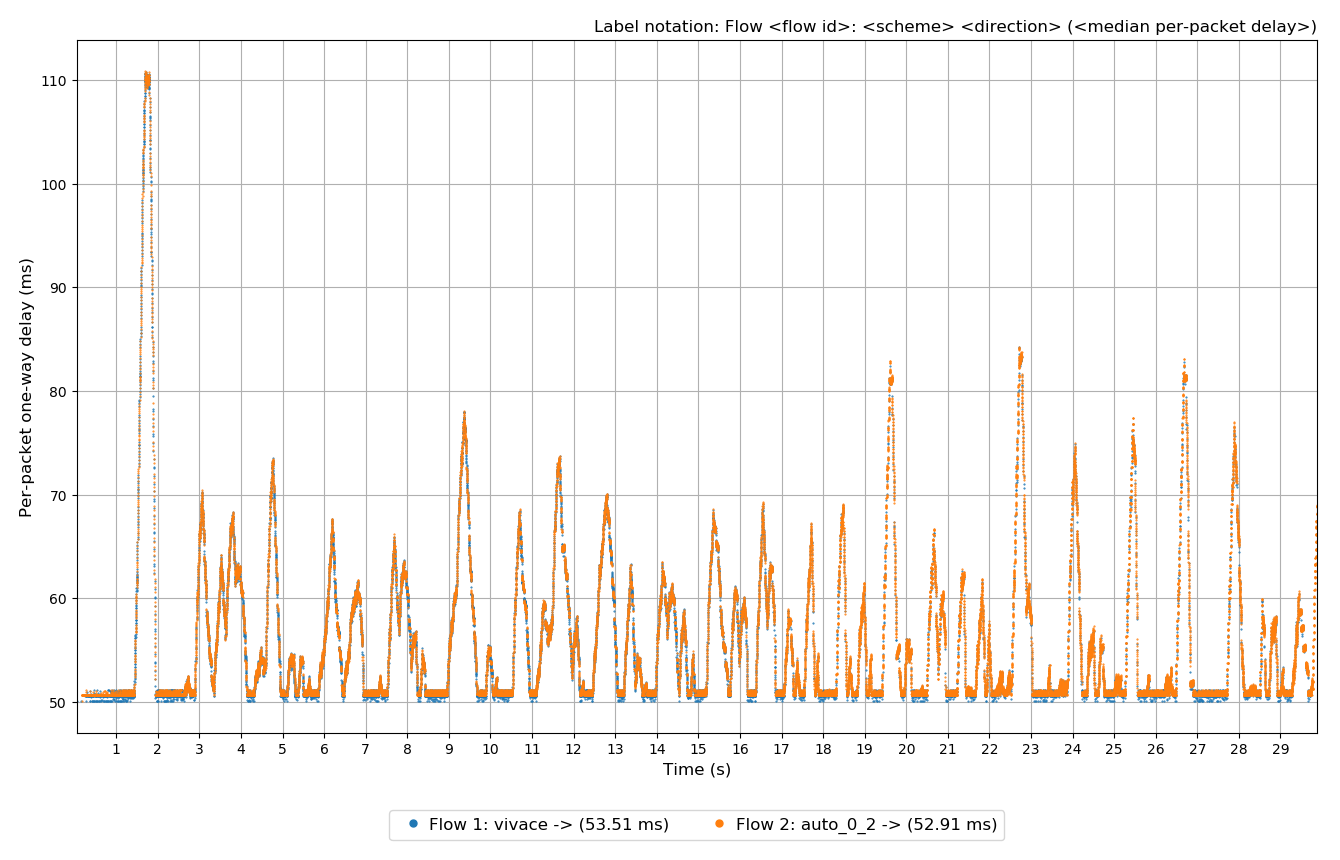 Label notation: Flow <flow id>: <scheme> <direction> (<median per-packet delay>)
Per-packet one-way delay (ms)
110
100
90
80
70
60
50
1 2 3 4 5 6 7 8 9 10 11 12 13 14 15 16 17 18 19 20 21 22 23 24 25 26 27 28 29
Time (s)
Flow 1: vivace -> (53.51 ms) Flow 2: auto_0_2 -> (52.91 ms)